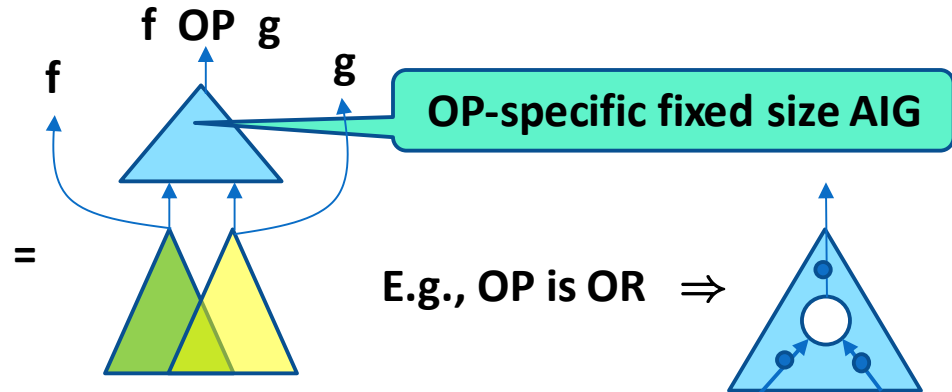 f OP g
f
g
OP-specific fixed size AIG
=
E.g., OP is OR ⇒